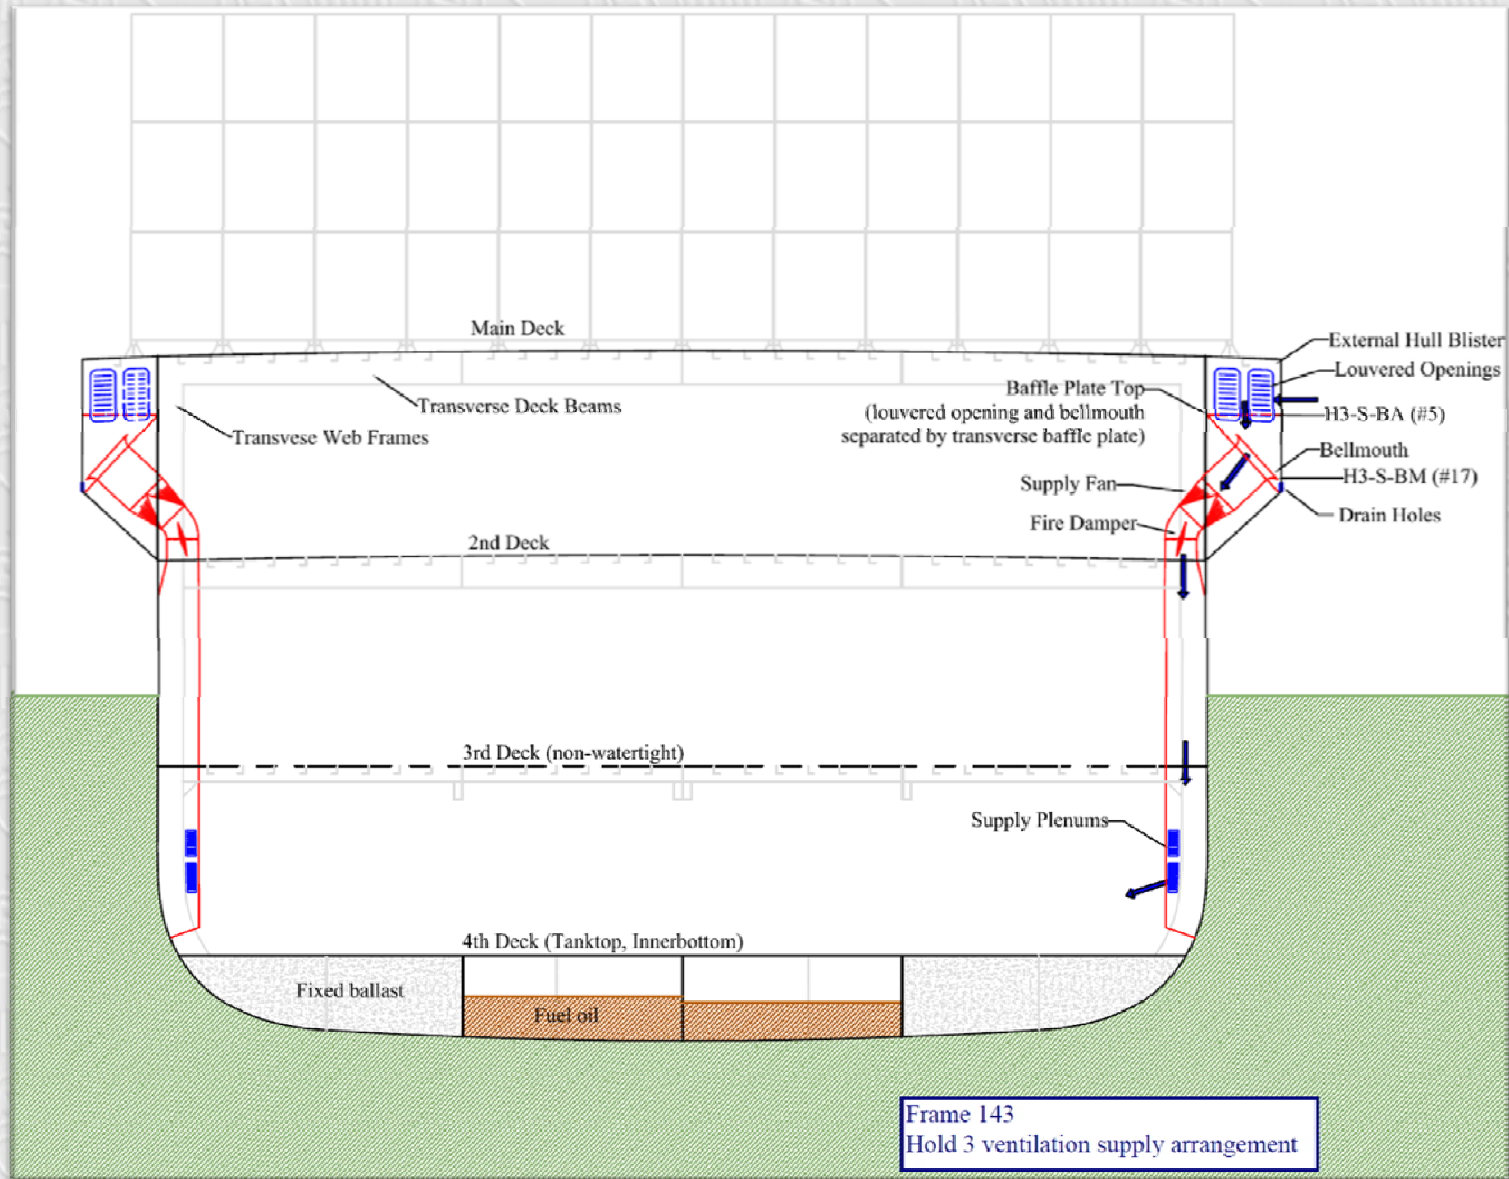 Main Deck
External Hull Blister
Louvered Openings
Baffle Plate Top
(louvered opening and bellmouth
separated by transverse baffle plate)
H3-S-BA (#5)
Transverse Deck Beams
Transvese Web Frames
Bellmouth
H3-S-BM (#17)
Supply Fan
Drain Holes
Fire Damper
2nd Deck
3rd Deck (non-watertight)
Supply Plenums
4th Deck (Tanktop, Innerbottom)
Fixed ballast
Fuel oil
Frame 143
Hold 3 ventilation supply arrangement